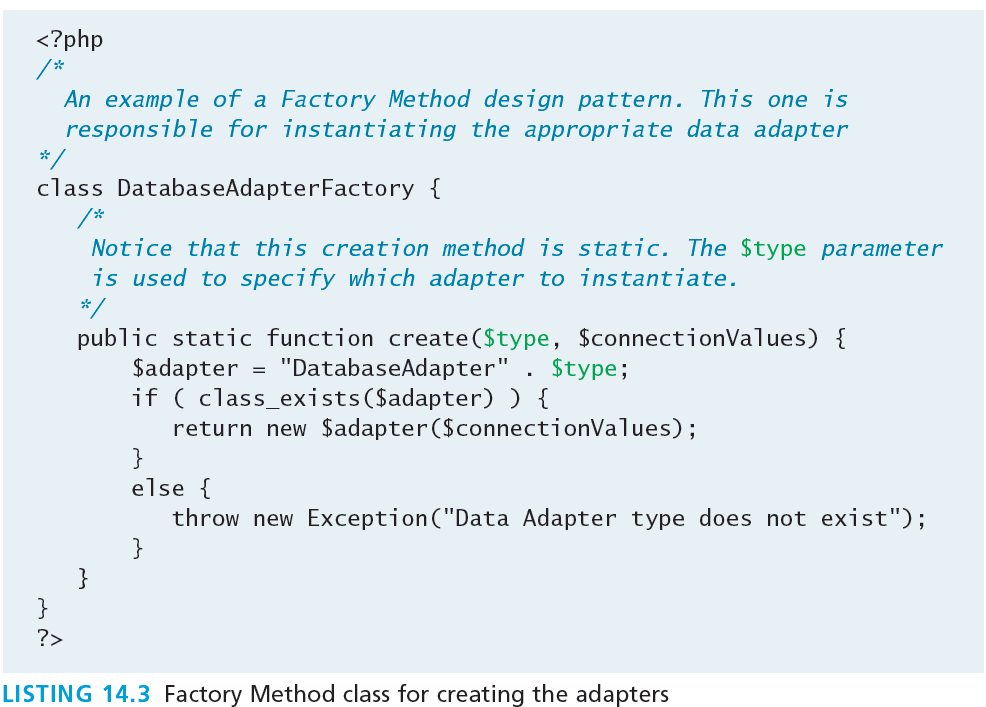 <?php
/*
An example of a Factory Method design pattern. This one is
responsible for instantiating the appropriate data adapter
*/
class DatabaseAdapterFactory {
/*
Notice that this creation method is static. The $type parameter
is used to specify which adapter to instantiate.
*/
public static function create($type, $connectionValues) {
$adapter = "DatabaseAdapter" . $type;
if ( class_exists($adapter) ) {
return new $adapter($connectionValues);
}
else {
throw new Exception("Data Adapter type does not exist");
}
}
}
?>
LISTING 14.3 Factory Method class for creating the adapters